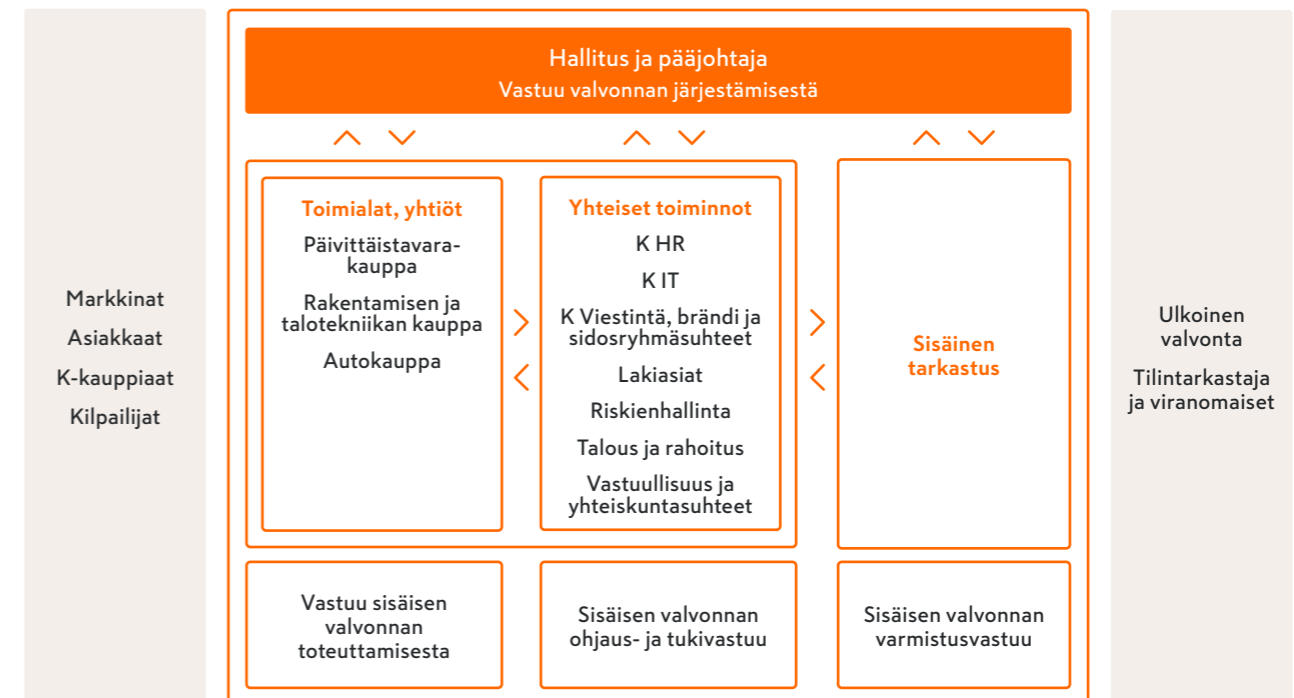 Hallitus ja pääjohtaja
Vastuu valvonnan järjestämisestä
Markkinat
Asiakkaat
K-kauppiaat
Kilpailijat
Toimialat, yhtiöt
Päivittäistavara-
kauppa
Rakentamisen ja
talotekniikan kauppa
Autokauppa
Yhteiset toiminnot
K HR
K IT
K Viestintä, brändi ja
sidosryhmäsuhteet
Lakiasiat
Riskienhallinta
Talous ja rahoitus
Vastuullisuus ja
yhteiskuntasuhteet
Sisäinen
tarkastus
Ulkoinen
valvonta
Tilintarkastaja
ja viranomaiset
Vastuu sisäisen
valvonnan
toteuttamisesta
Sisäisen valvonnan
ohjaus- ja tukivastuu
Sisäisen valvonnan
varmistusvastuu